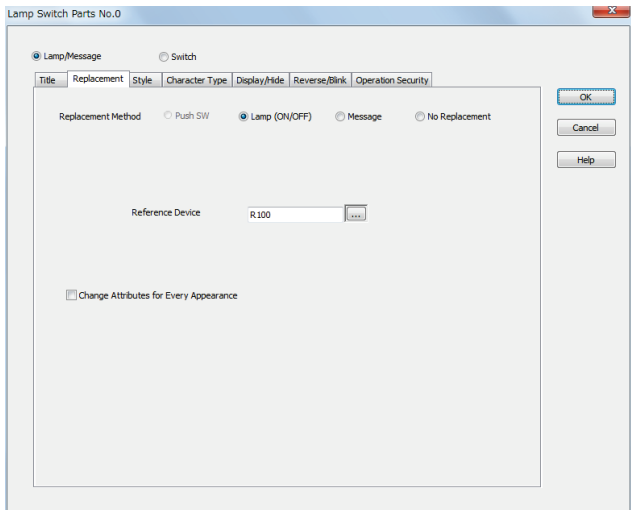 Lamp Switch Parts No.0
Lamp/Message Switch
Title Replacement Style Character Type Display/Hide Reverse/Blink Operation Security
OK
Replacement Method Push SW Lamp (ON/OFF) Message No Replacement
Cancel
Help
Reference Device R100 ...
Change Attributes for Every Appearance